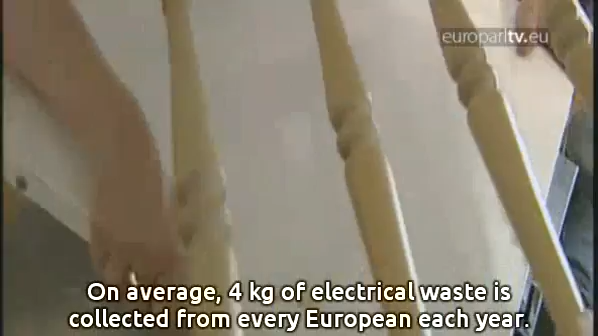 europarltv.eu
On average, 4 kg of electrical waste is
collected from every European each year.